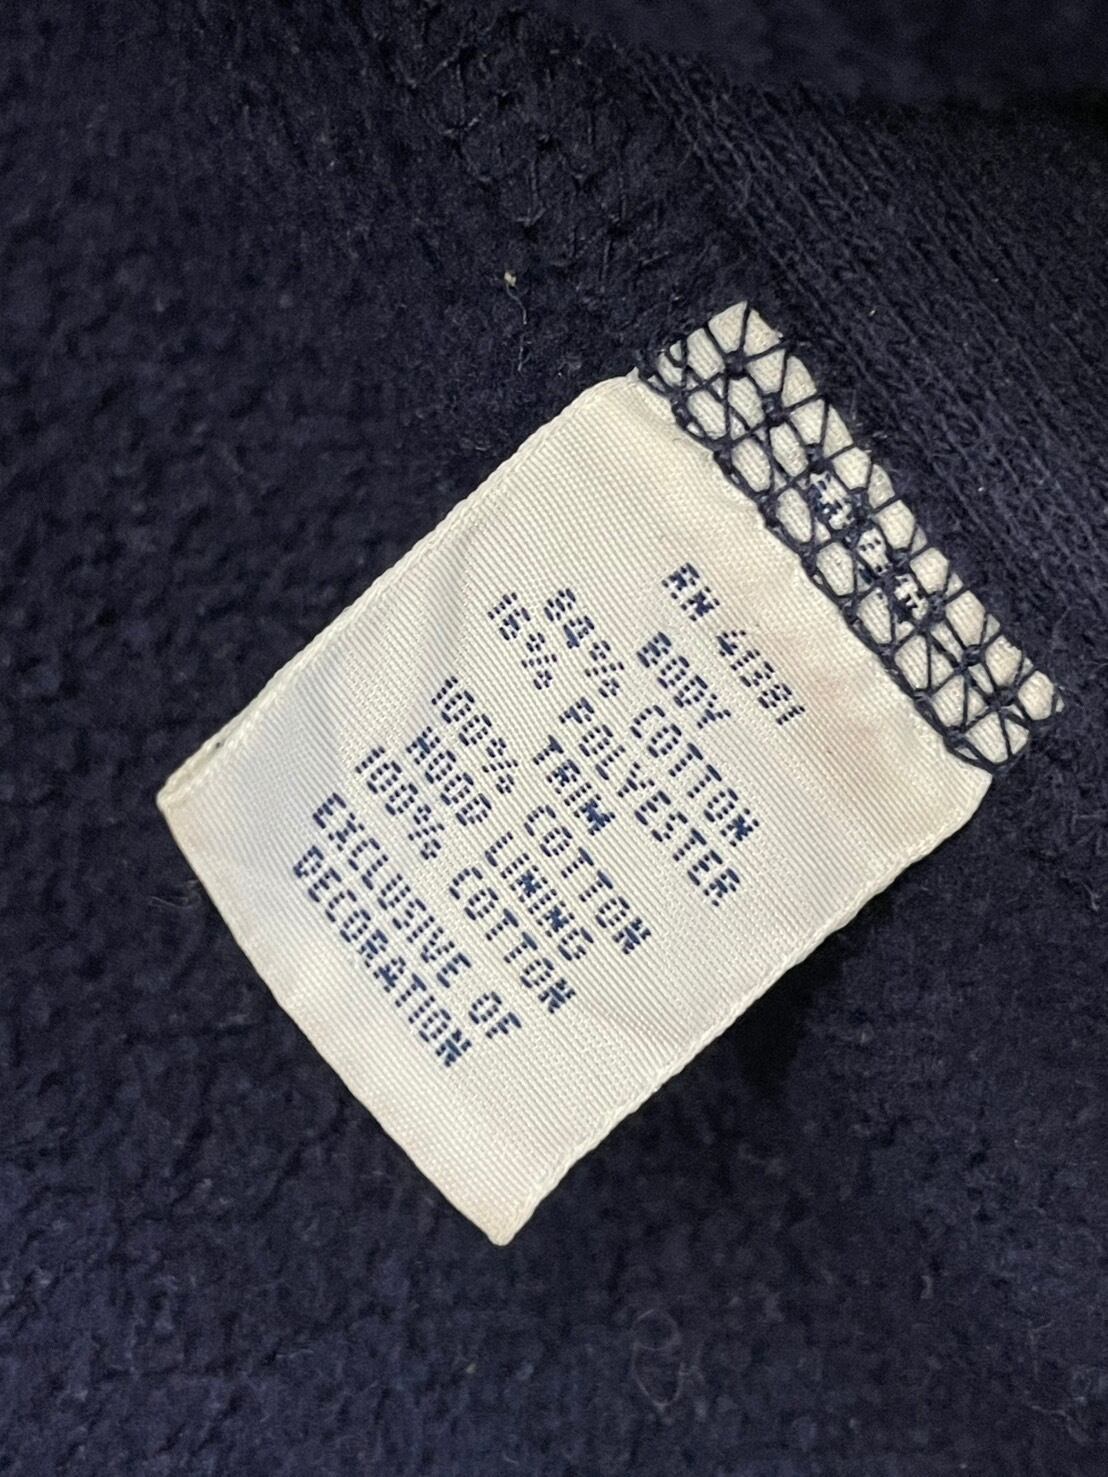 RN 41381
BODY
84% COTTON
16% POLYESTER
TRIM
100% COTTON
HOOD LINING
100% COTTON
EXCLUSIVE OF
DECORATION